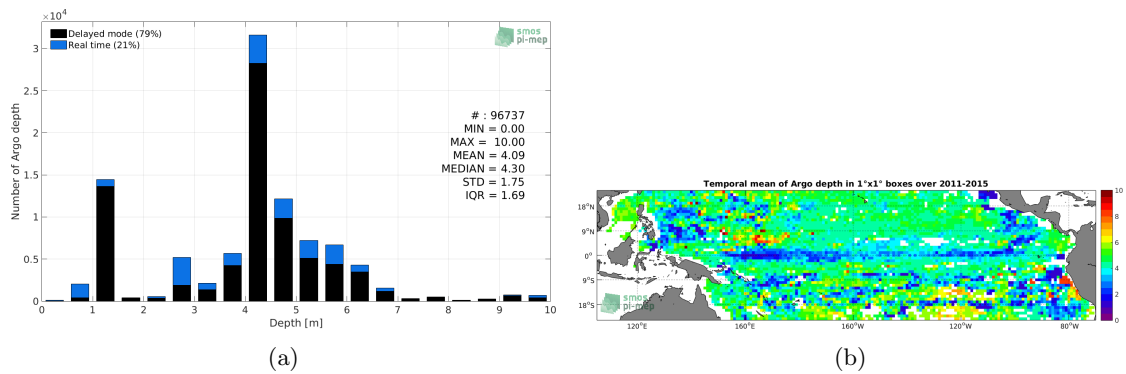 ×10⁴
Delayed mode (79%)
Real time (21%)
smos
pi-mep
3
2.5
2
1.5
1
0.5
0
Number of Argo depth
# : 96737
MIN = 0.00
MAX = 10.00
MEAN = 4.09
MEDIAN = 4.30
STD = 1.75
IQR = 1.69
0 1 2 3 4 5 6 7 8 9 10
Depth [m]
(a)
Temporal mean of Argo depth in 1°x1° boxes over 2011-2015
18°N
9°N
0°
9°S
18°S
smos
pi-mep
120°E 160°E 160°W 120°W 80°W
10
8
6
4
2
0
(b)